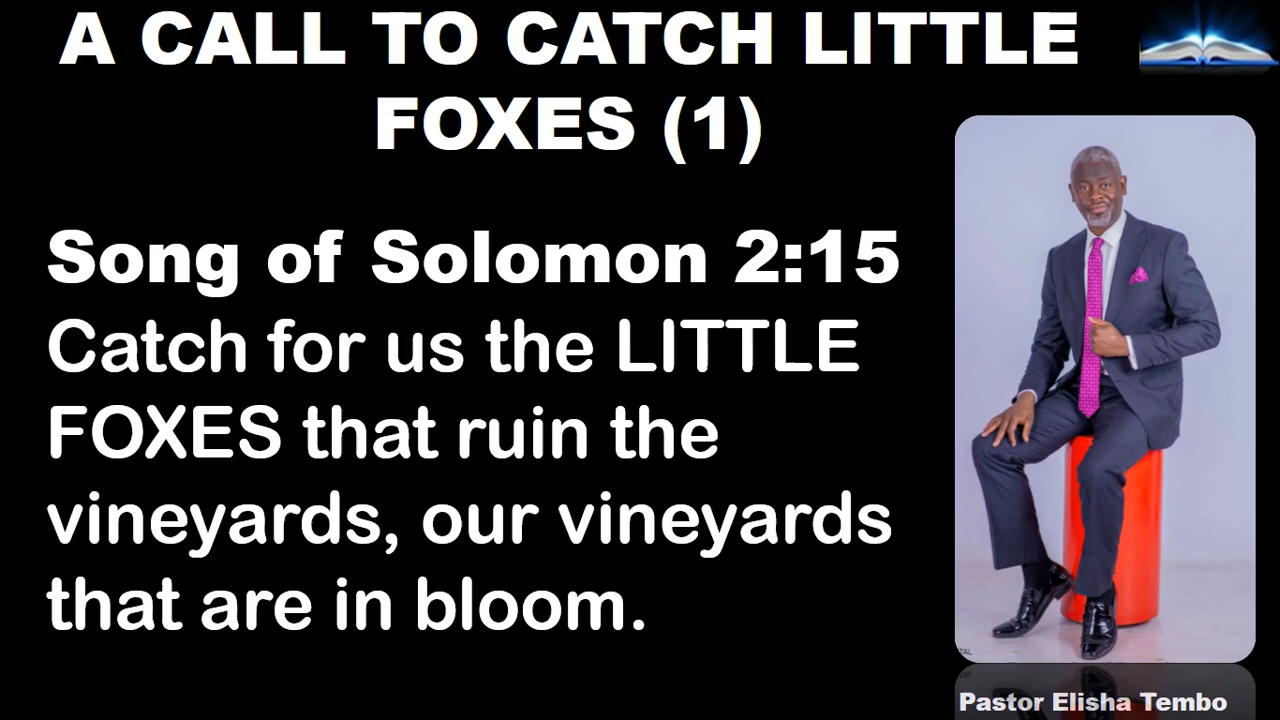 A CALL TO CATCH LITTLE
FOXES (1)
Song of Solomon 2:15
Catch for us the LITTLE
FOXES that ruin the
vineyards, our vineyards
that are in bloom.
TAL
Pastor Elisha Tembo